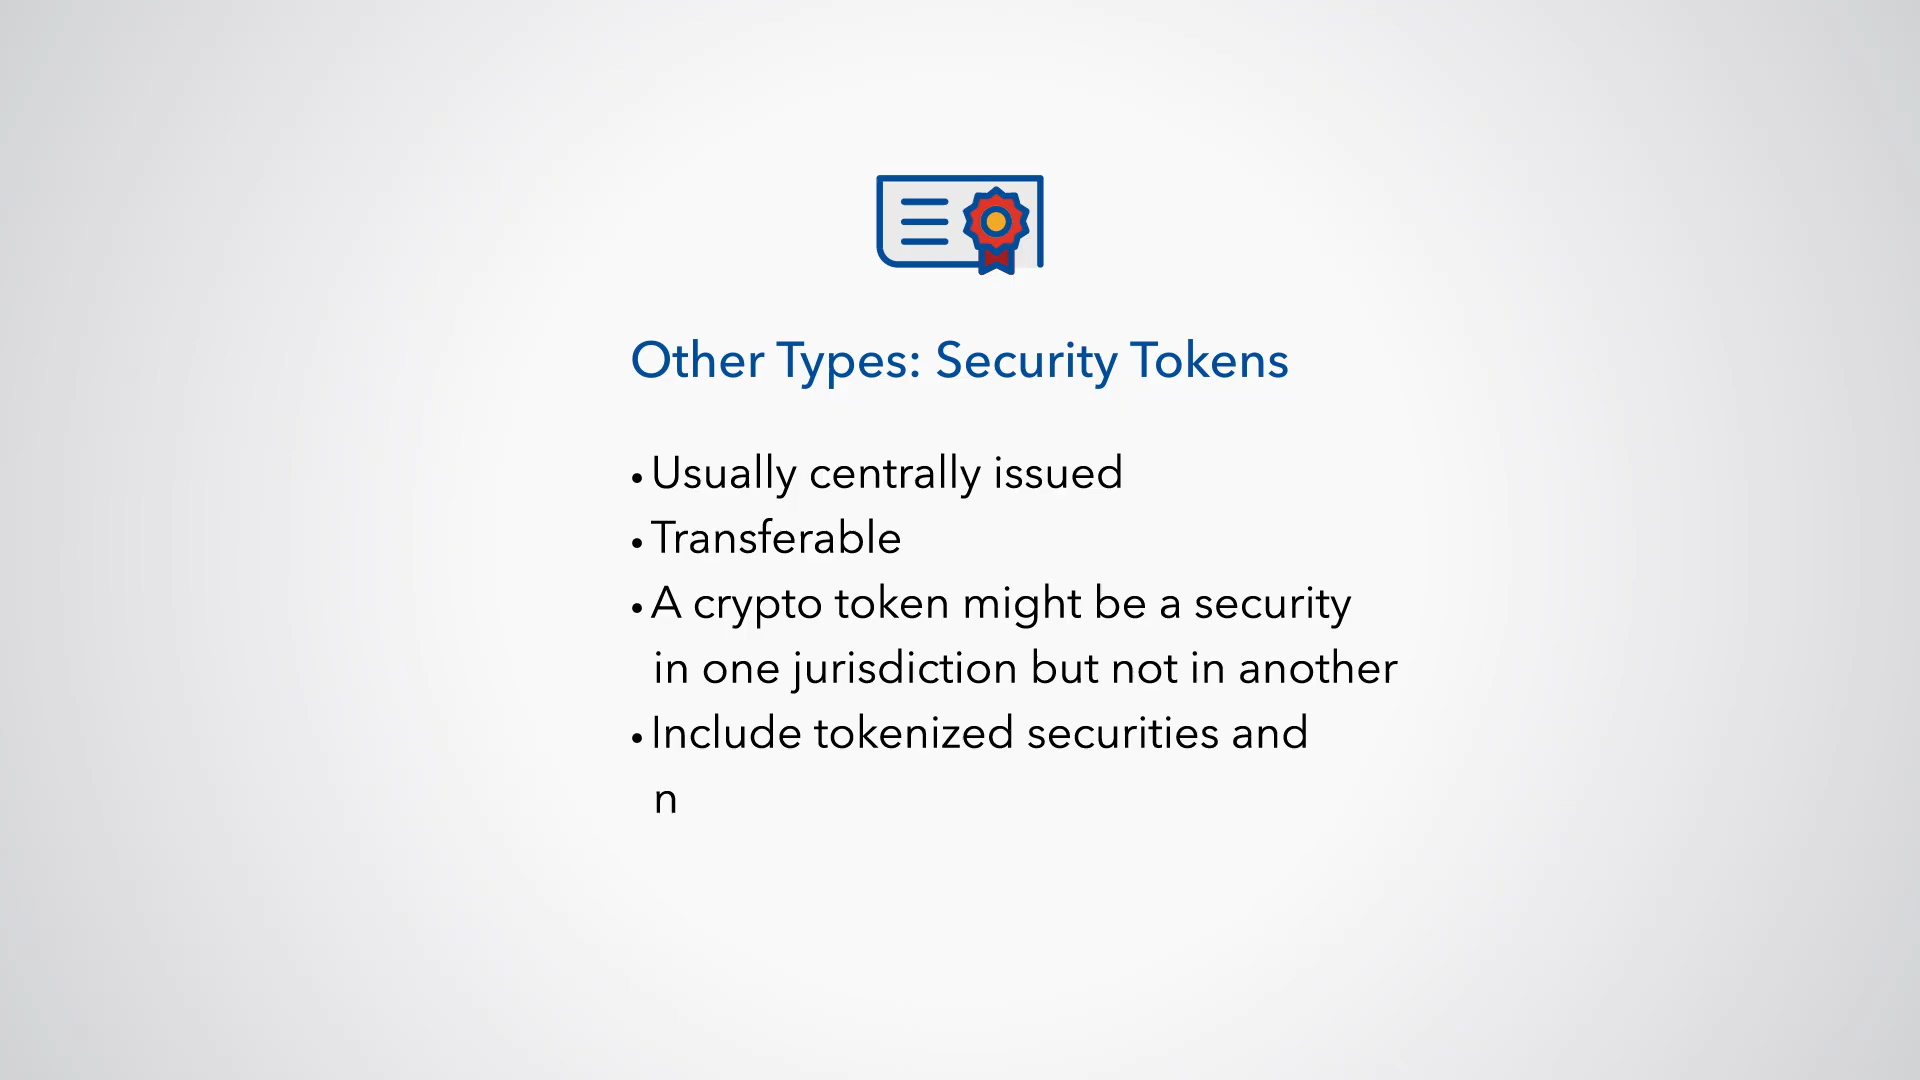 Other Types: Security Tokens
• Usually centrally issued
• Transferable
• A crypto token might be a security
in one jurisdiction but not in another
• Include tokenized securities and
n